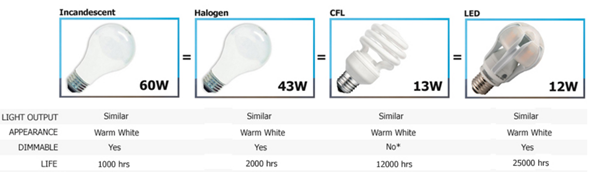 Incandescent Halogen CFL LED
60W = 43W = 13W = 12W
LIGHT OUTPUT Similar Similar Similar Similar
APPEARANCE Warm White Warm White Warm White Warm White
DIMMABLE Yes Yes No* Yes
LIFE 1000 hrs 2000 hrs 12000 hrs 25000 hrs